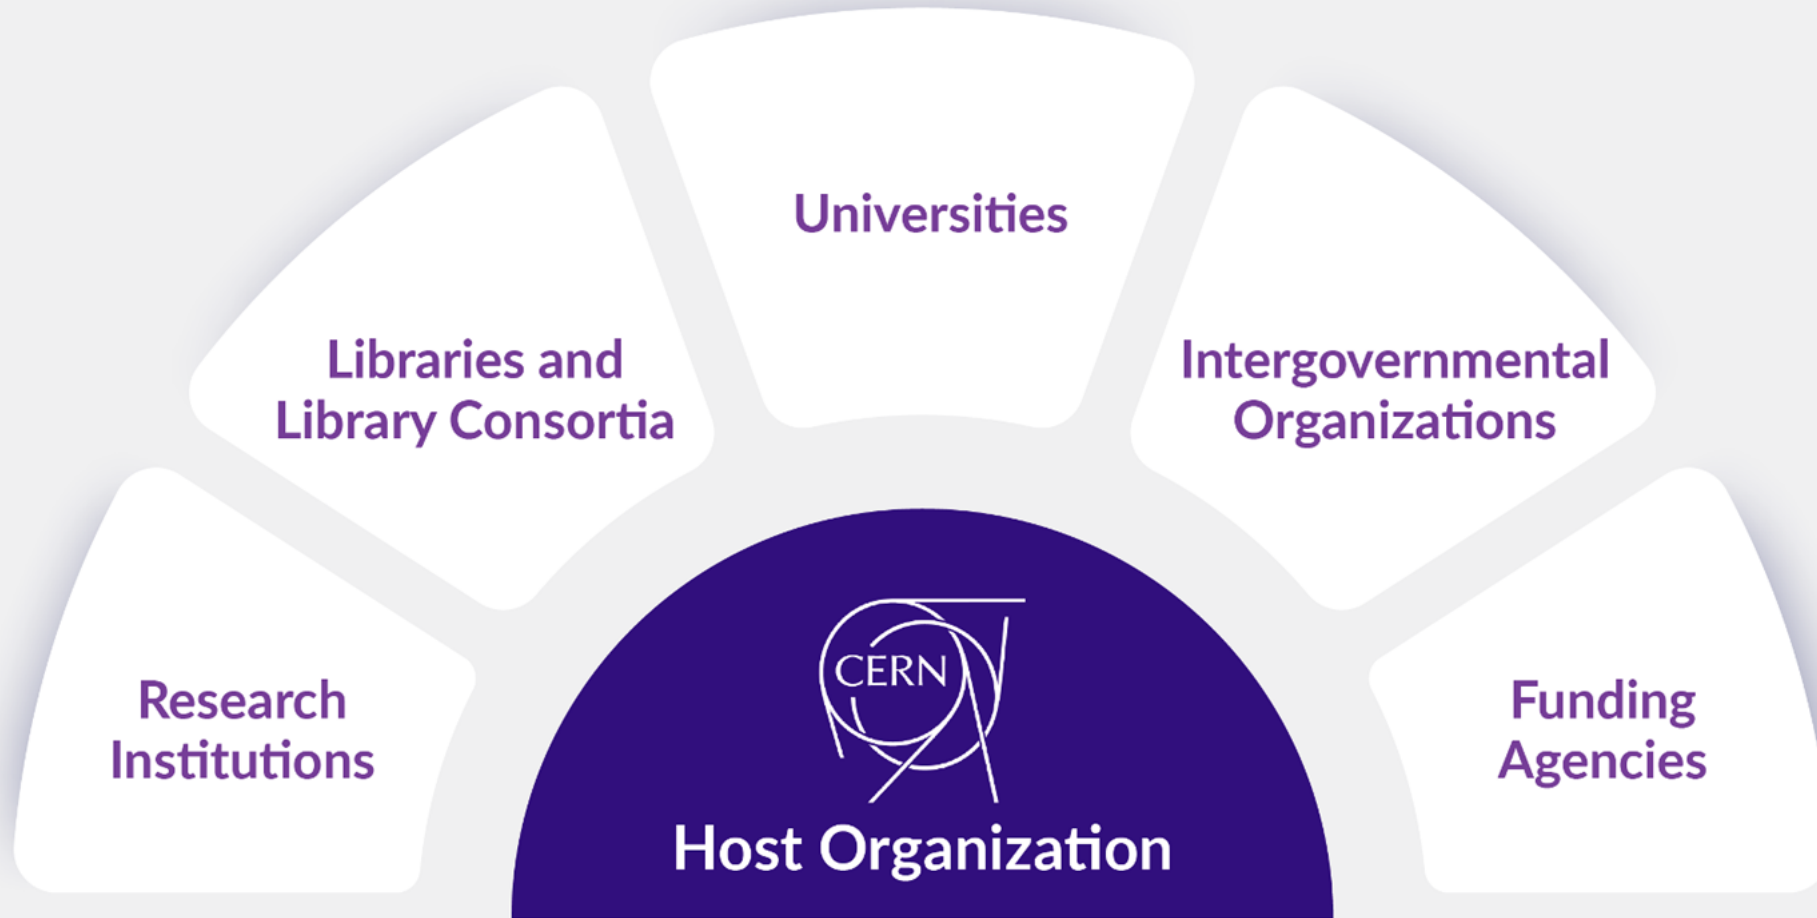 Universities
Libraries and
Library Consortia
Intergovernmental
Organizations
Research
Institutions
Funding
Agencies
CERN
Host Organization